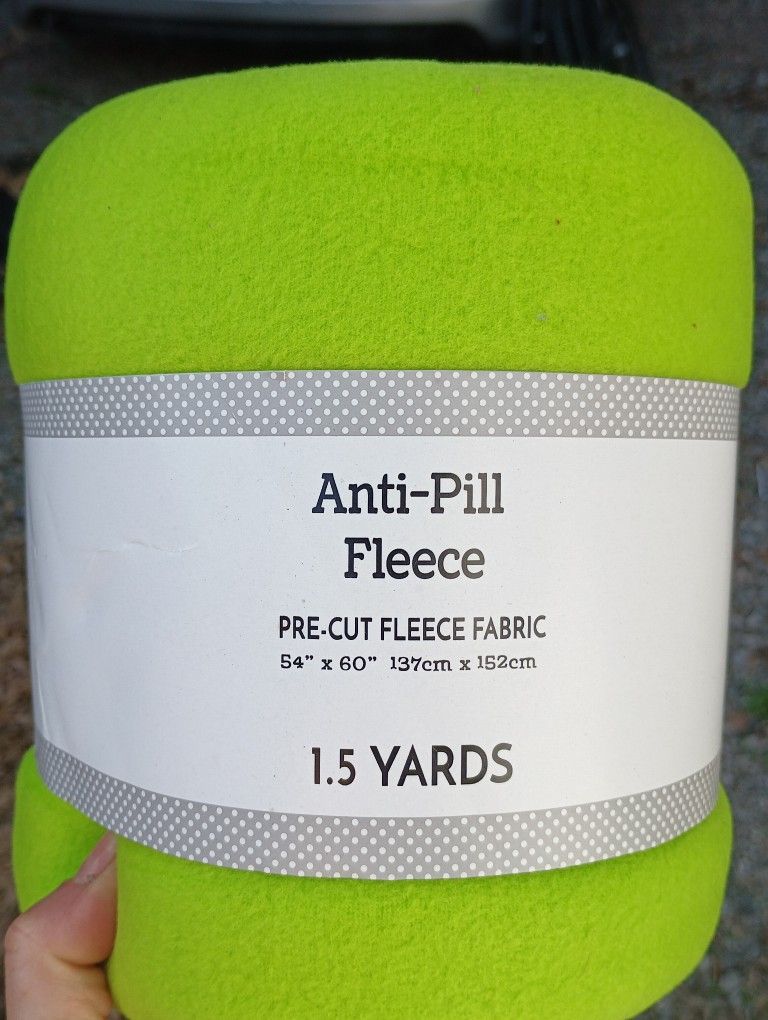 Anti-Pill
Fleece
PRE-CUT FLEECE FABRIC
54” x 60” 137cm x 152cm
1.5 YARDS